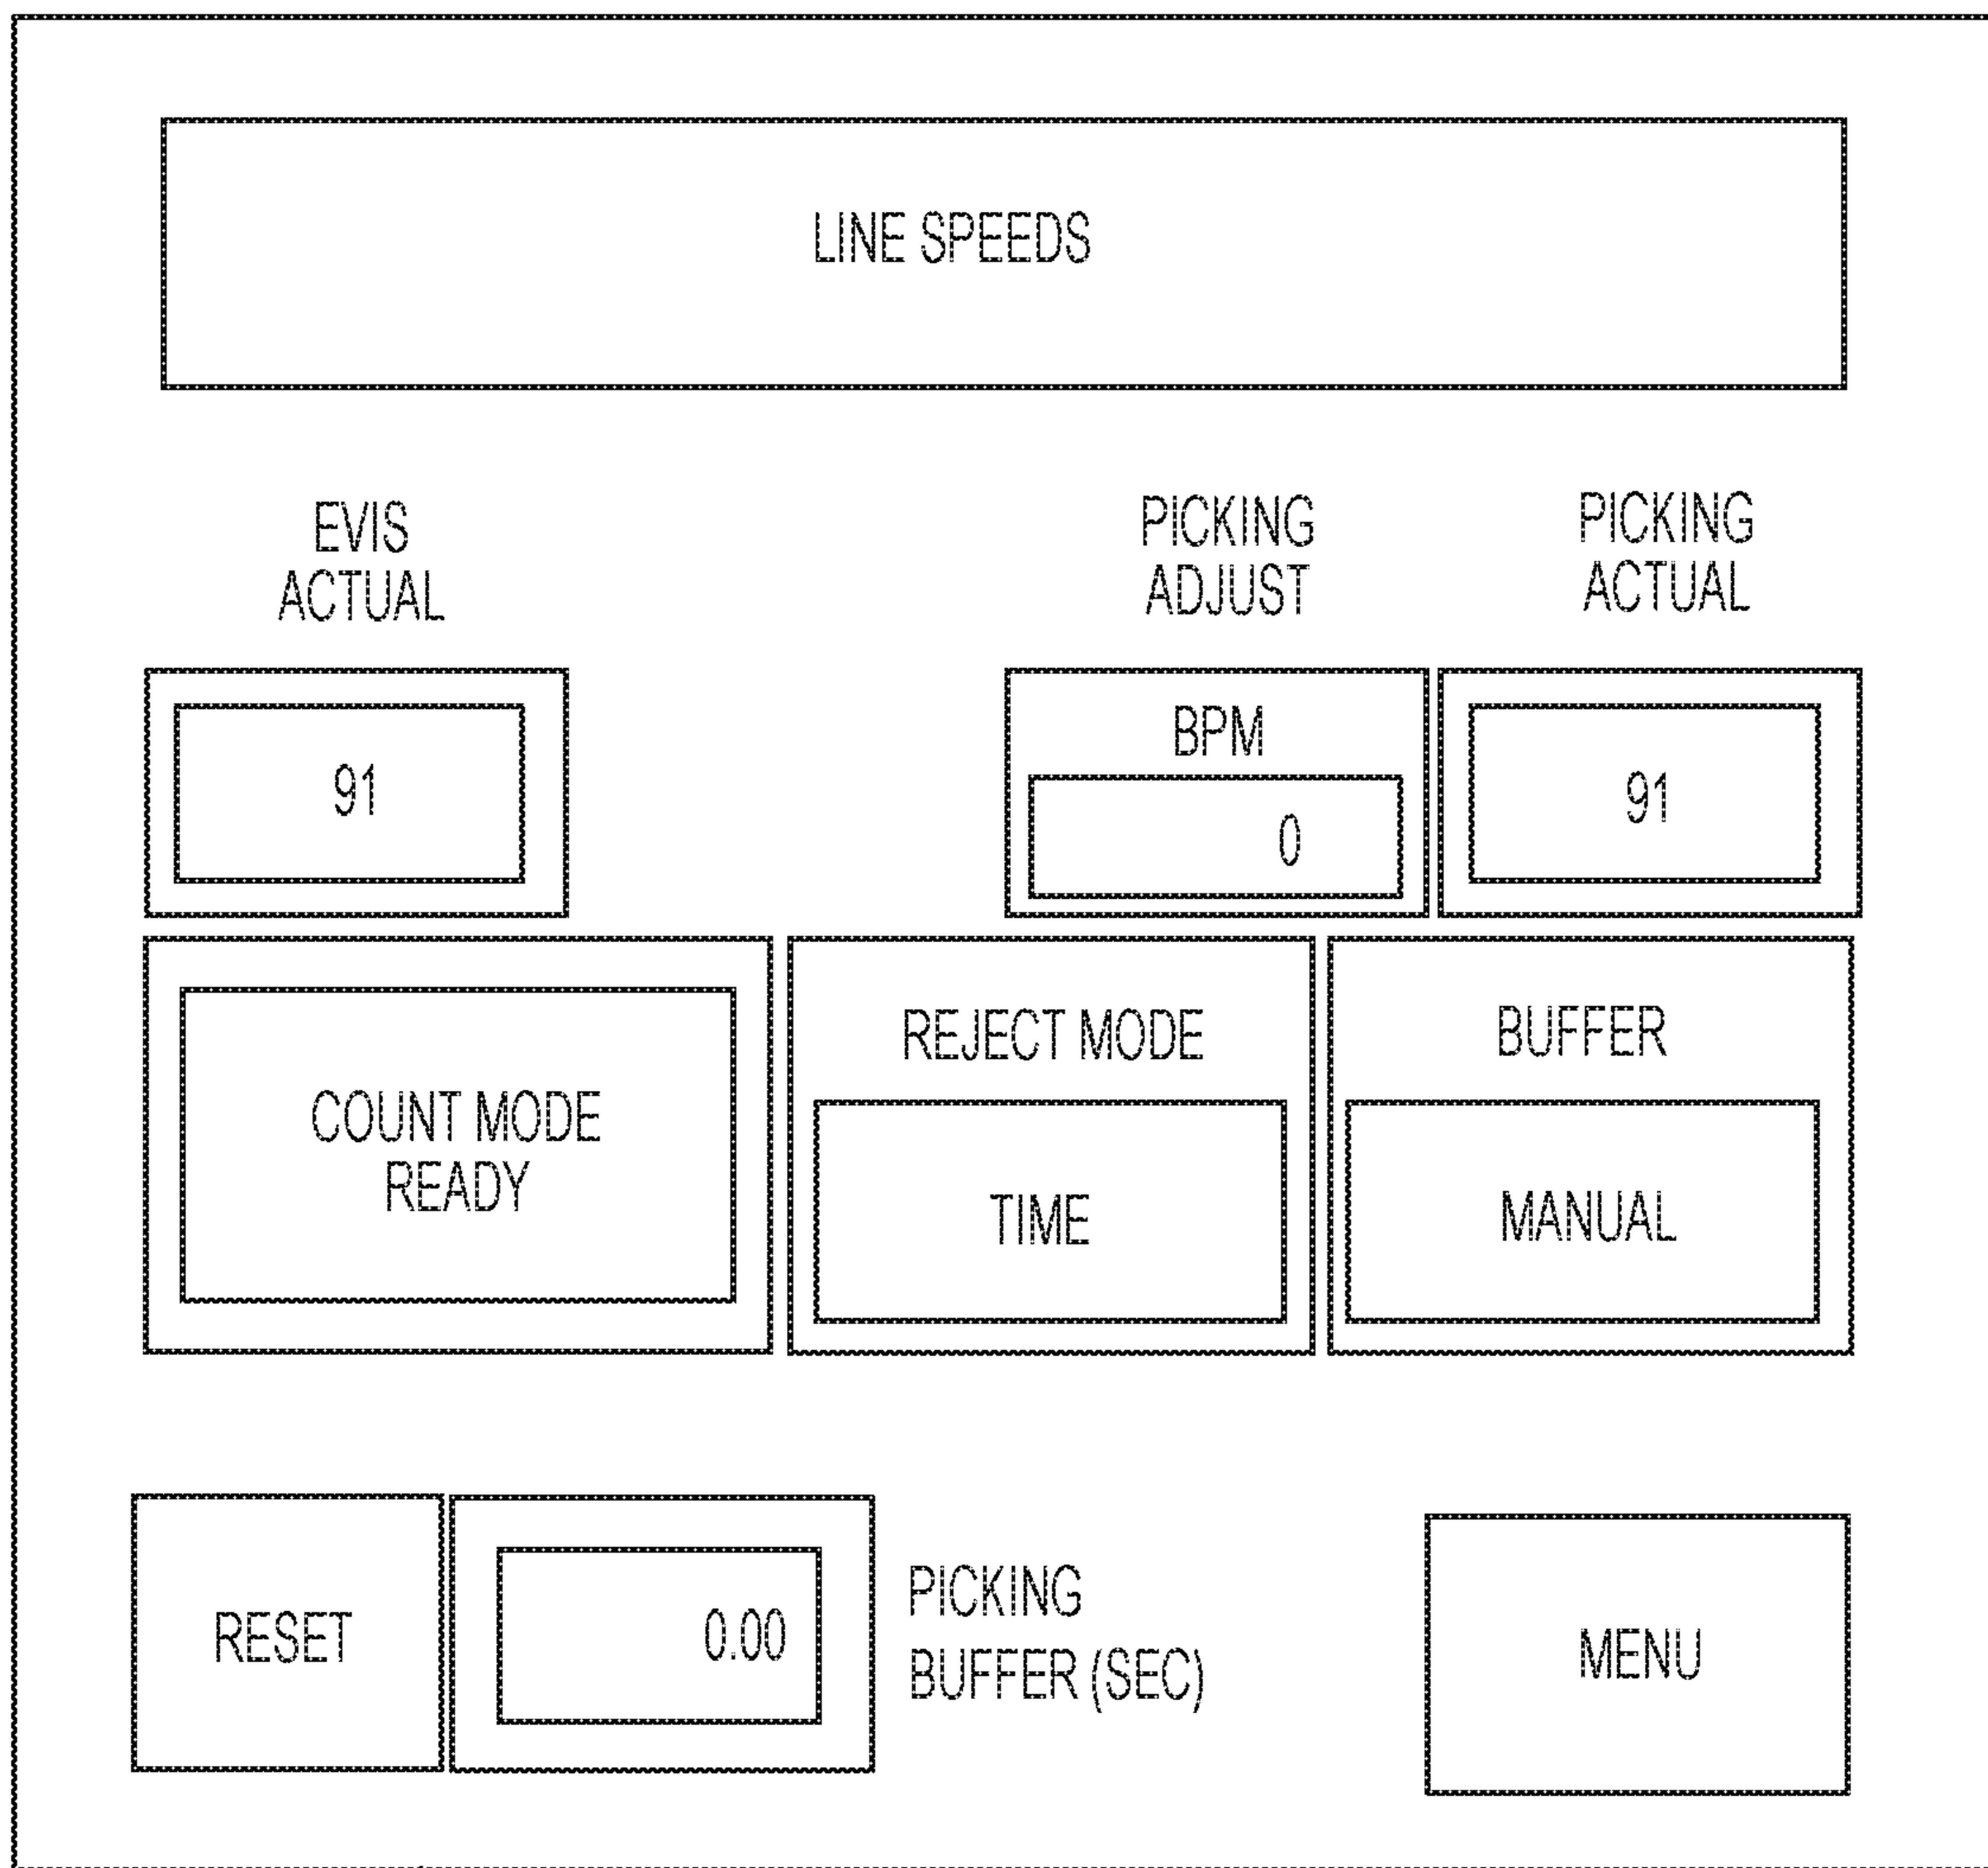 LINE SPEEDS
EVIS
ACTUAL
PICKING
ADJUST
PICKING
ACTUAL
91
BPM
0
91
COUNT MODE
READY
REJECT MODE
TIME
BUFFER
MANUAL
RESET
0.00
PICKING
BUFFER (SEC)
MENU